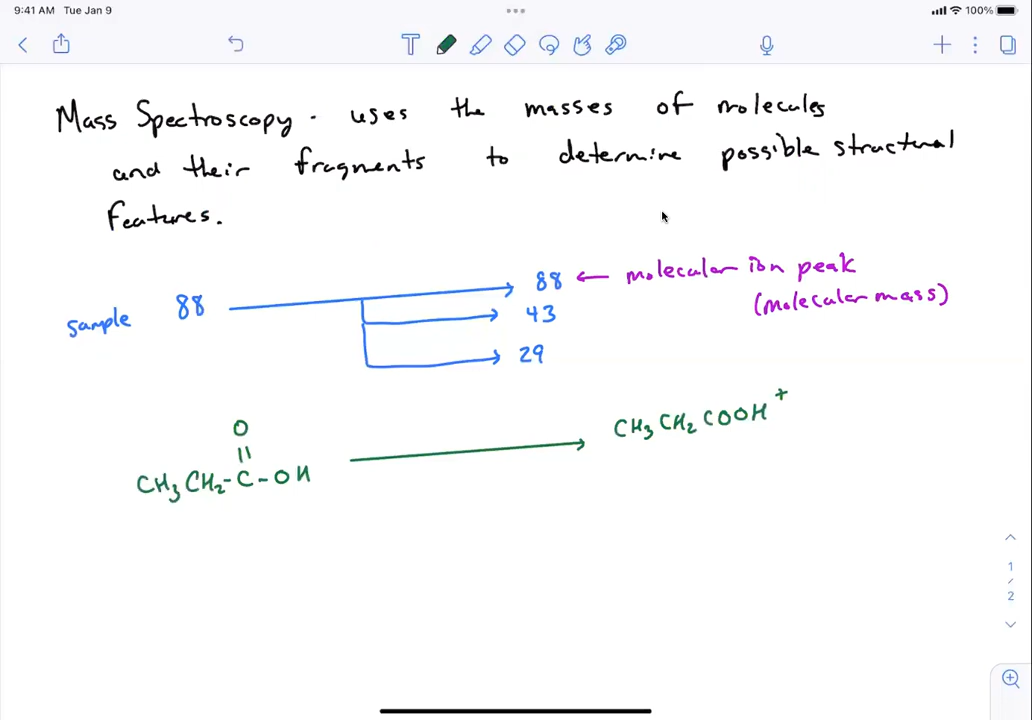 9:41 AM Tue Jan 9
100%
T
Mass Spectroscopy - uses the masses of molecules
and their fragments to determine possible structural
features.
88 ← molecular ion peak
(molecular mass)
sample 88
43
29
O
CH₃CH₂COOH⁺
CH₃CH₂-C-OH
1
/
2